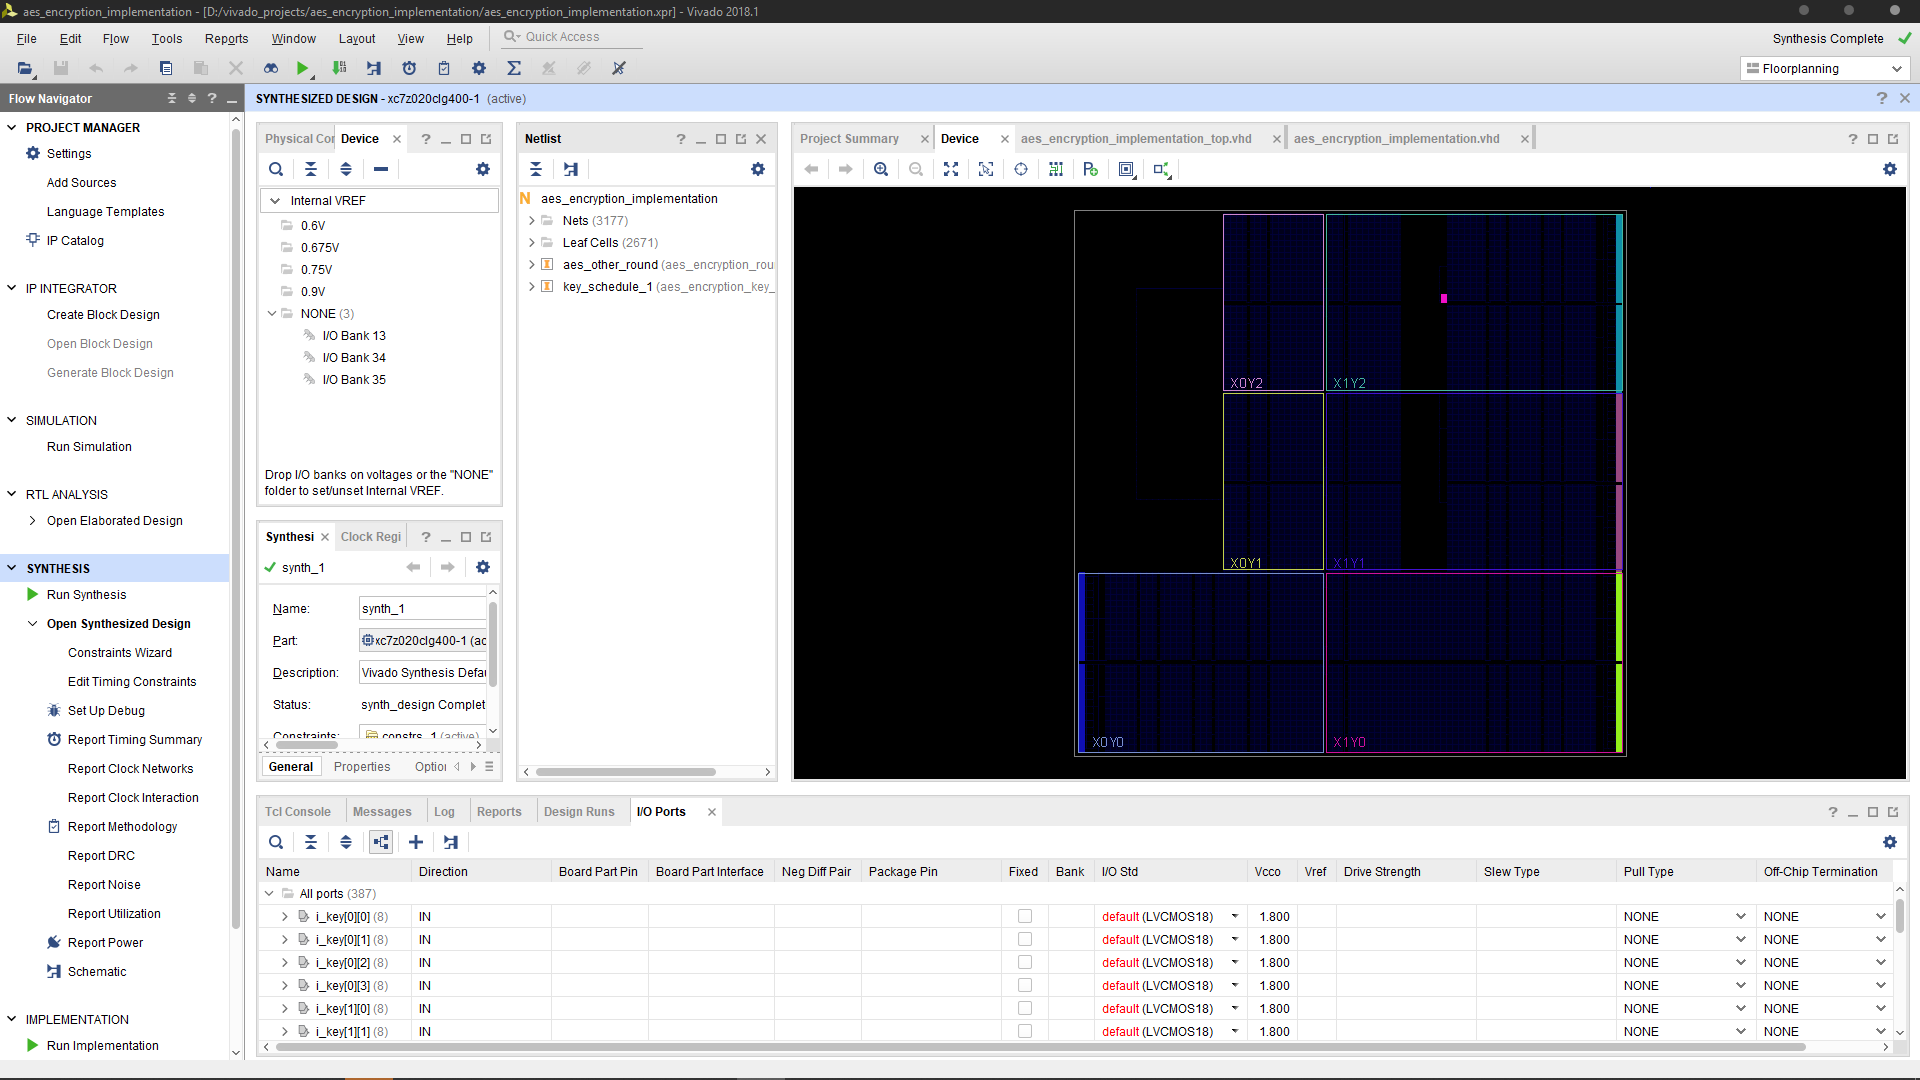 aes_encryption_implementation - [D:/vivado_projects/aes_encryption_implementation/aes_encryption_implementation.xpr] - Vivado 2018.1
File Edit Flow Tools Reports Window Layout View Help Quick Access
Synthesis Complete
Floorplanning
Flow Navigator
PROJECT MANAGER
Settings
Add Sources
Language Templates
IP Catalog
IP INTEGRATOR
Create Block Design
Open Block Design
Generate Block Design
SIMULATION
Run Simulation
RTL ANALYSIS
Open Elaborated Design
SYNTHESIS
Run Synthesis
Open Synthesized Design
Constraints Wizard
Edit Timing Constraints
Set Up Debug
Report Timing Summary
Report Clock Networks
Report Clock Interaction
Report Methodology
Report DRC
Report Noise
Report Utilization
Report Power
Schematic
IMPLEMENTATION
Run Implementation
SYNTHESIZED DESIGN - xc7z020clg400-1 (active)
Physical Con Device
Internal VREF
0.6V
0.675V
0.75V
0.9V
NONE (3)
I/O Bank 13
I/O Bank 34
I/O Bank 35
Drop I/O banks on voltages or the "NONE"
folder to set/unset Internal VREF.
Synthesi Clock Regi
synth_1
Name: synth_1
Part: xc7z020clg400-1 (ac
Description: Vivado Synthesis Defau
Status: synth_design Complet
Constraints: constrs_1 (active)
General Properties Option
Netlist
N aes_encryption_implementation
Nets (3177)
Leaf Cells (2671)
aes_other_round (aes_encryption_rou
key_schedule_1 (aes_encryption_key_
Project Summary Device aes_encryption_implementation_top.vhd aes_encryption_implementation.vhd
X0Y2 X1Y2
X0Y1 X1Y1
X0Y0 X1Y0
Tcl Console Messages Log Reports Design Runs I/O Ports
Name Direction Board Part Pin Board Part Interface Neg Diff Pair Package Pin Fixed Bank I/O Std Vcco Vref Drive Strength Slew Type Pull Type Off-Chip Termination
All ports (387)
i_key[0][0] (8) IN default (LVCMOS18) 1.800 NONE NONE
i_key[0][1] (8) IN default (LVCMOS18) 1.800 NONE NONE
i_key[0][2] (8) IN default (LVCMOS18) 1.800 NONE NONE
i_key[0][3] (8) IN default (LVCMOS18) 1.800 NONE NONE
i_key[1][0] (8) IN default (LVCMOS18) 1.800 NONE NONE
i_key[1][1] (8) IN default (LVCMOS18) 1.800 NONE NONE